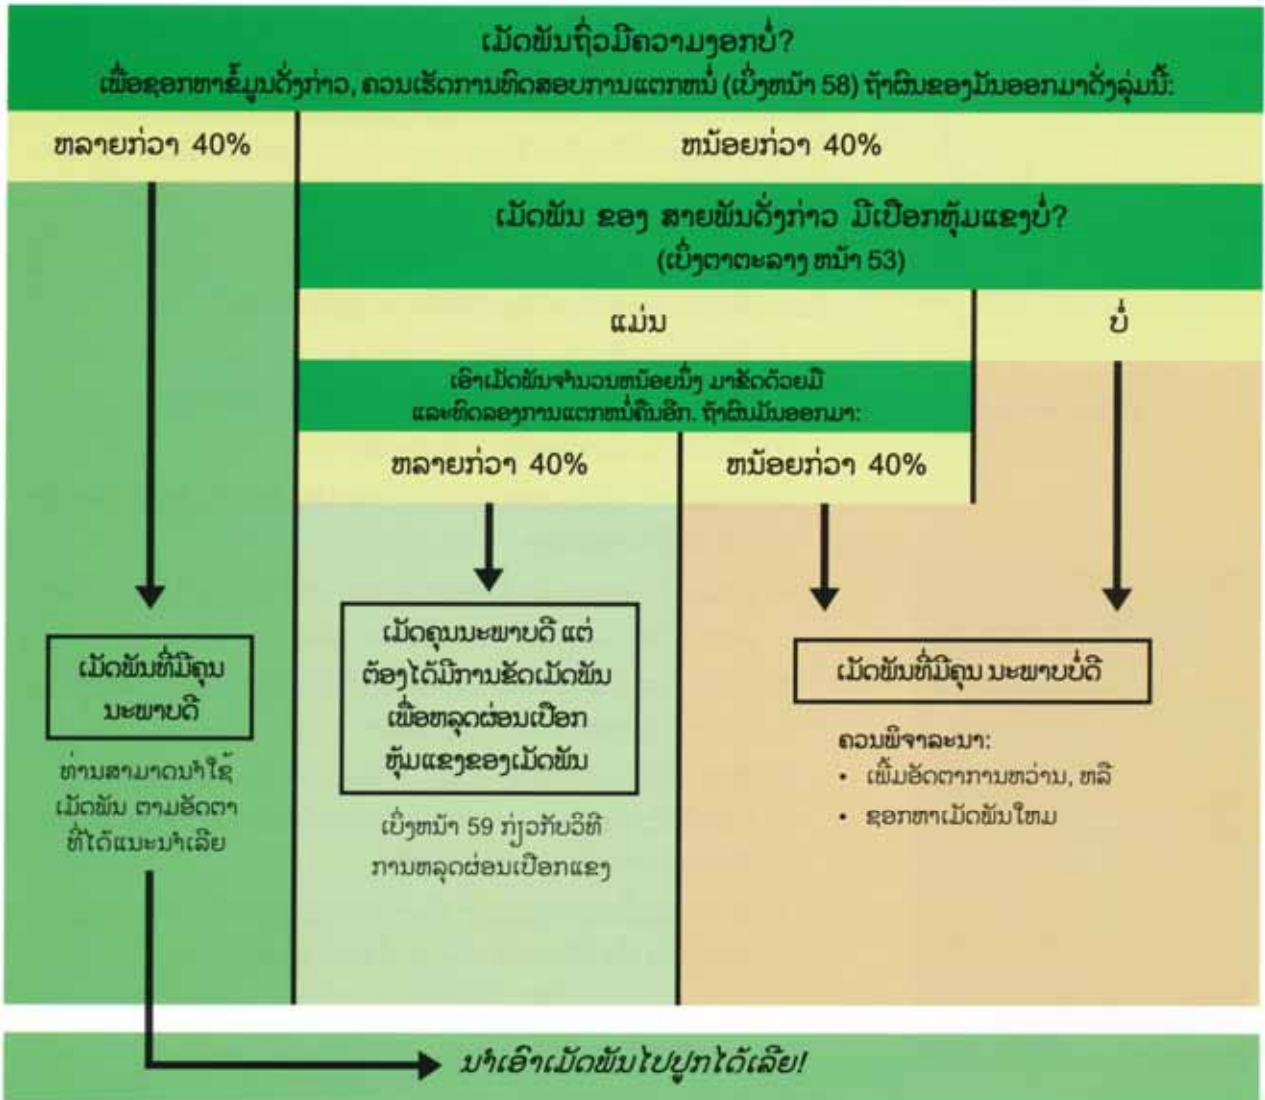 ເມັດພັນຖົ່ວມີຄວາມງອກບໍ່?
ເພື່ອຊອກຫາຂໍ້ມູນດັ່ງກ່າວ, ຄວນເຮັດການທົດສອບການແຕກຫນໍ່ (ເບິ່ງຫນ້າ 58) ຖ້າຜົນຂອງມັນອອກມາດັ່ງລຸ່ມນີ້:
ຫລາຍກ່ວາ 40%
ຫນ້ອຍກ່ວາ 40%
ເມັດພັນ ຂອງ ສາຍພັນດັ່ງກ່າວ ມີເປືອກຫຸ້ມແຂງບໍ່?
(ເບິ່ງຕາຕະລາງ ຫນ້າ 53)
ແມ່ນ
ບໍ່
ເອົາເມັດພັນຈຳນວນຫນ້ອຍນຶ່ງ ມາຂັດດ້ວຍມື
ແລະທົດລອງການແຕກຫນໍ່ຄືນອີກ. ຖ້າຜົນມັນອອກມາ:
ຫລາຍກ່ວາ 40%
ຫນ້ອຍກ່ວາ 40%
ເມັດພັນທີ່ມີຄຸນ
ນະພາບດີ
ທ່ານສາມາດນຳໃຊ້
ເມັດພັນ ຕາມອັດຕາ
ທີ່ໄດ້ແນະນຳເລີຍ
ເມັດຄຸນນະພາບດີ ແຕ່
ຕ້ອງໄດ້ມີການຂັດເມັດພັນ
ເພື່ອຫລຸດຜ່ອນເປືອກ
ຫຸ້ມແຂງຂອງເມັດພັນ
ເບິ່ງຫນ້າ 59 ກ່ຽວກັບວິທີ
ການຫລຸດຜ່ອນເປືອກແຂງ
ເມັດພັນທີ່ມີຄຸນ ນະພາບບໍ່ດີ
ຄວນພິຈາລະນາ:
• ເພີ້ມອັດຕາການຫວ່ານ, ຫລື
• ຊອກຫາເມັດພັນໃຫມ
ນຳເອົາເມັດພັນໄປປູກໄດ້ເລີຍ!